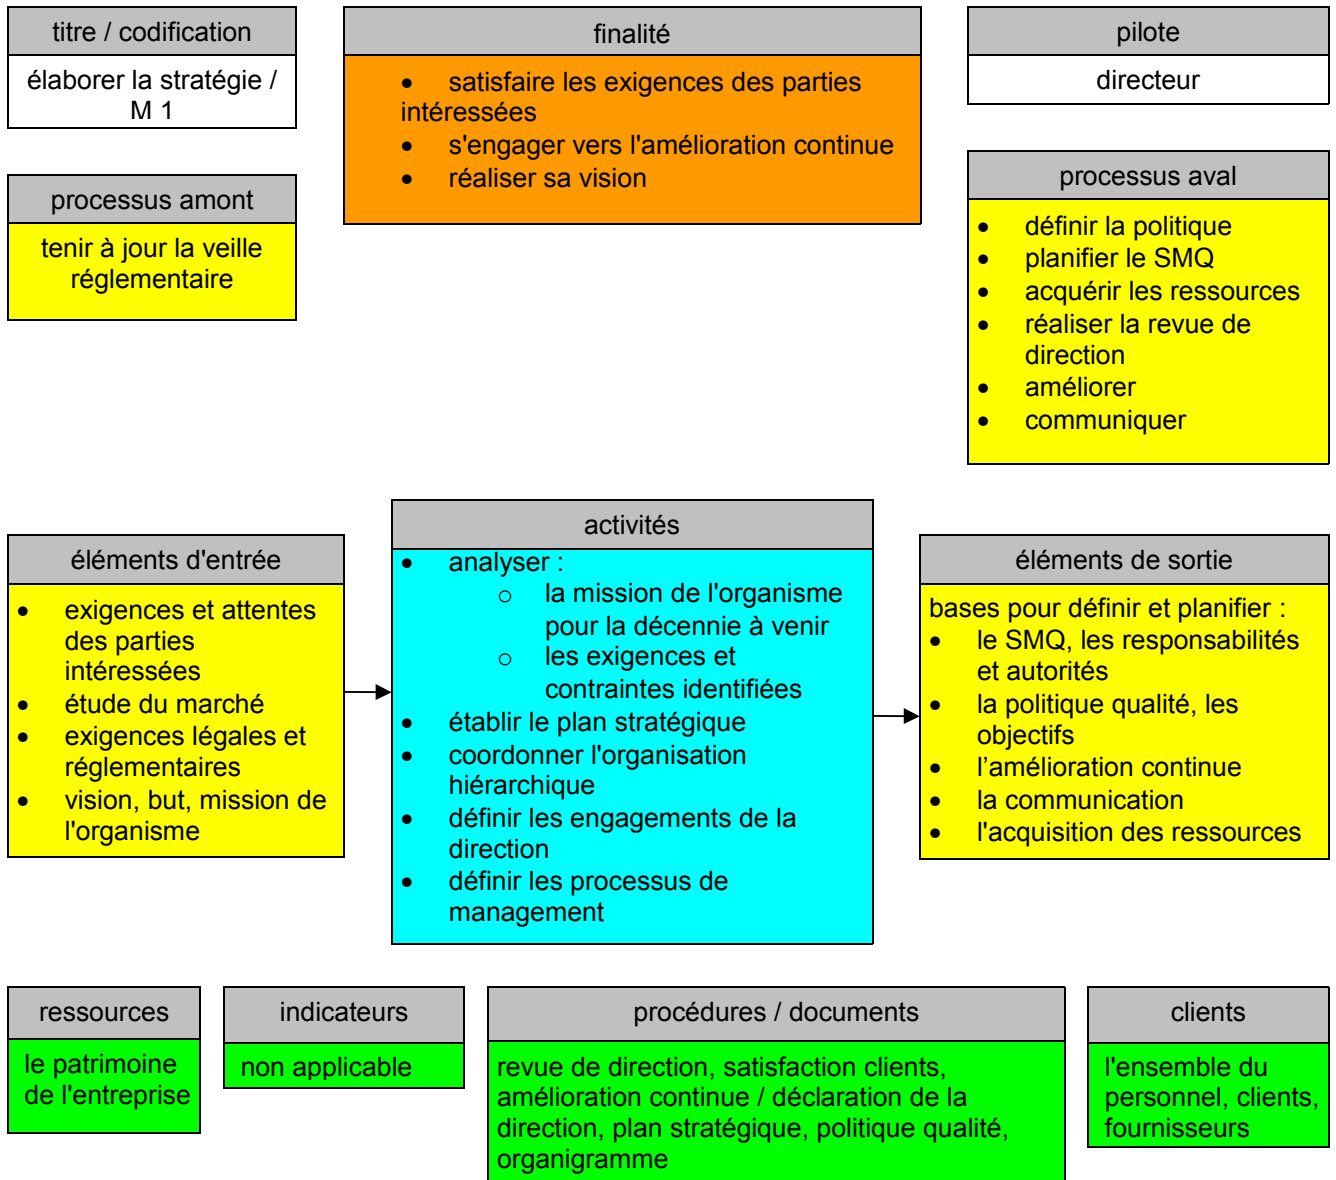 titre / codification
élaborer la stratégie /
M 1
finalité
• satisfaire les exigences des parties
intéressées
• s'engager vers l'amélioration continue
• réaliser sa vision
pilote
directeur
processus amont
tenir à jour la veille
réglementaire
processus aval
• définir la politique
• planifier le SMQ
• acquérir les ressources
• réaliser la revue de
direction
• améliorer
• communiquer
éléments d'entrée
• exigences et attentes
des parties
intéressées
• étude du marché
• exigences légales et
réglementaires
• vision, but, mission de
l'organisme
activités
• analyser :
o la mission de l'organisme
pour la décennie à venir
o les exigences et
contraintes identifiées
• établir le plan stratégique
• coordonner l'organisation
hiérarchique
• définir les engagements de la
direction
• définir les processus de
management
éléments de sortie
bases pour définir et planifier :
• le SMQ, les responsabilités
et autorités
• la politique qualité, les
objectifs
• l’amélioration continue
• la communication
• l'acquisition des ressources
ressources
le patrimoine
de l'entreprise
indicateurs
non applicable
procédures / documents
revue de direction, satisfaction clients,
amélioration continue / déclaration de la
direction, plan stratégique, politique qualité,
organigramme
clients
l'ensemble du
personnel, clients,
fournisseurs